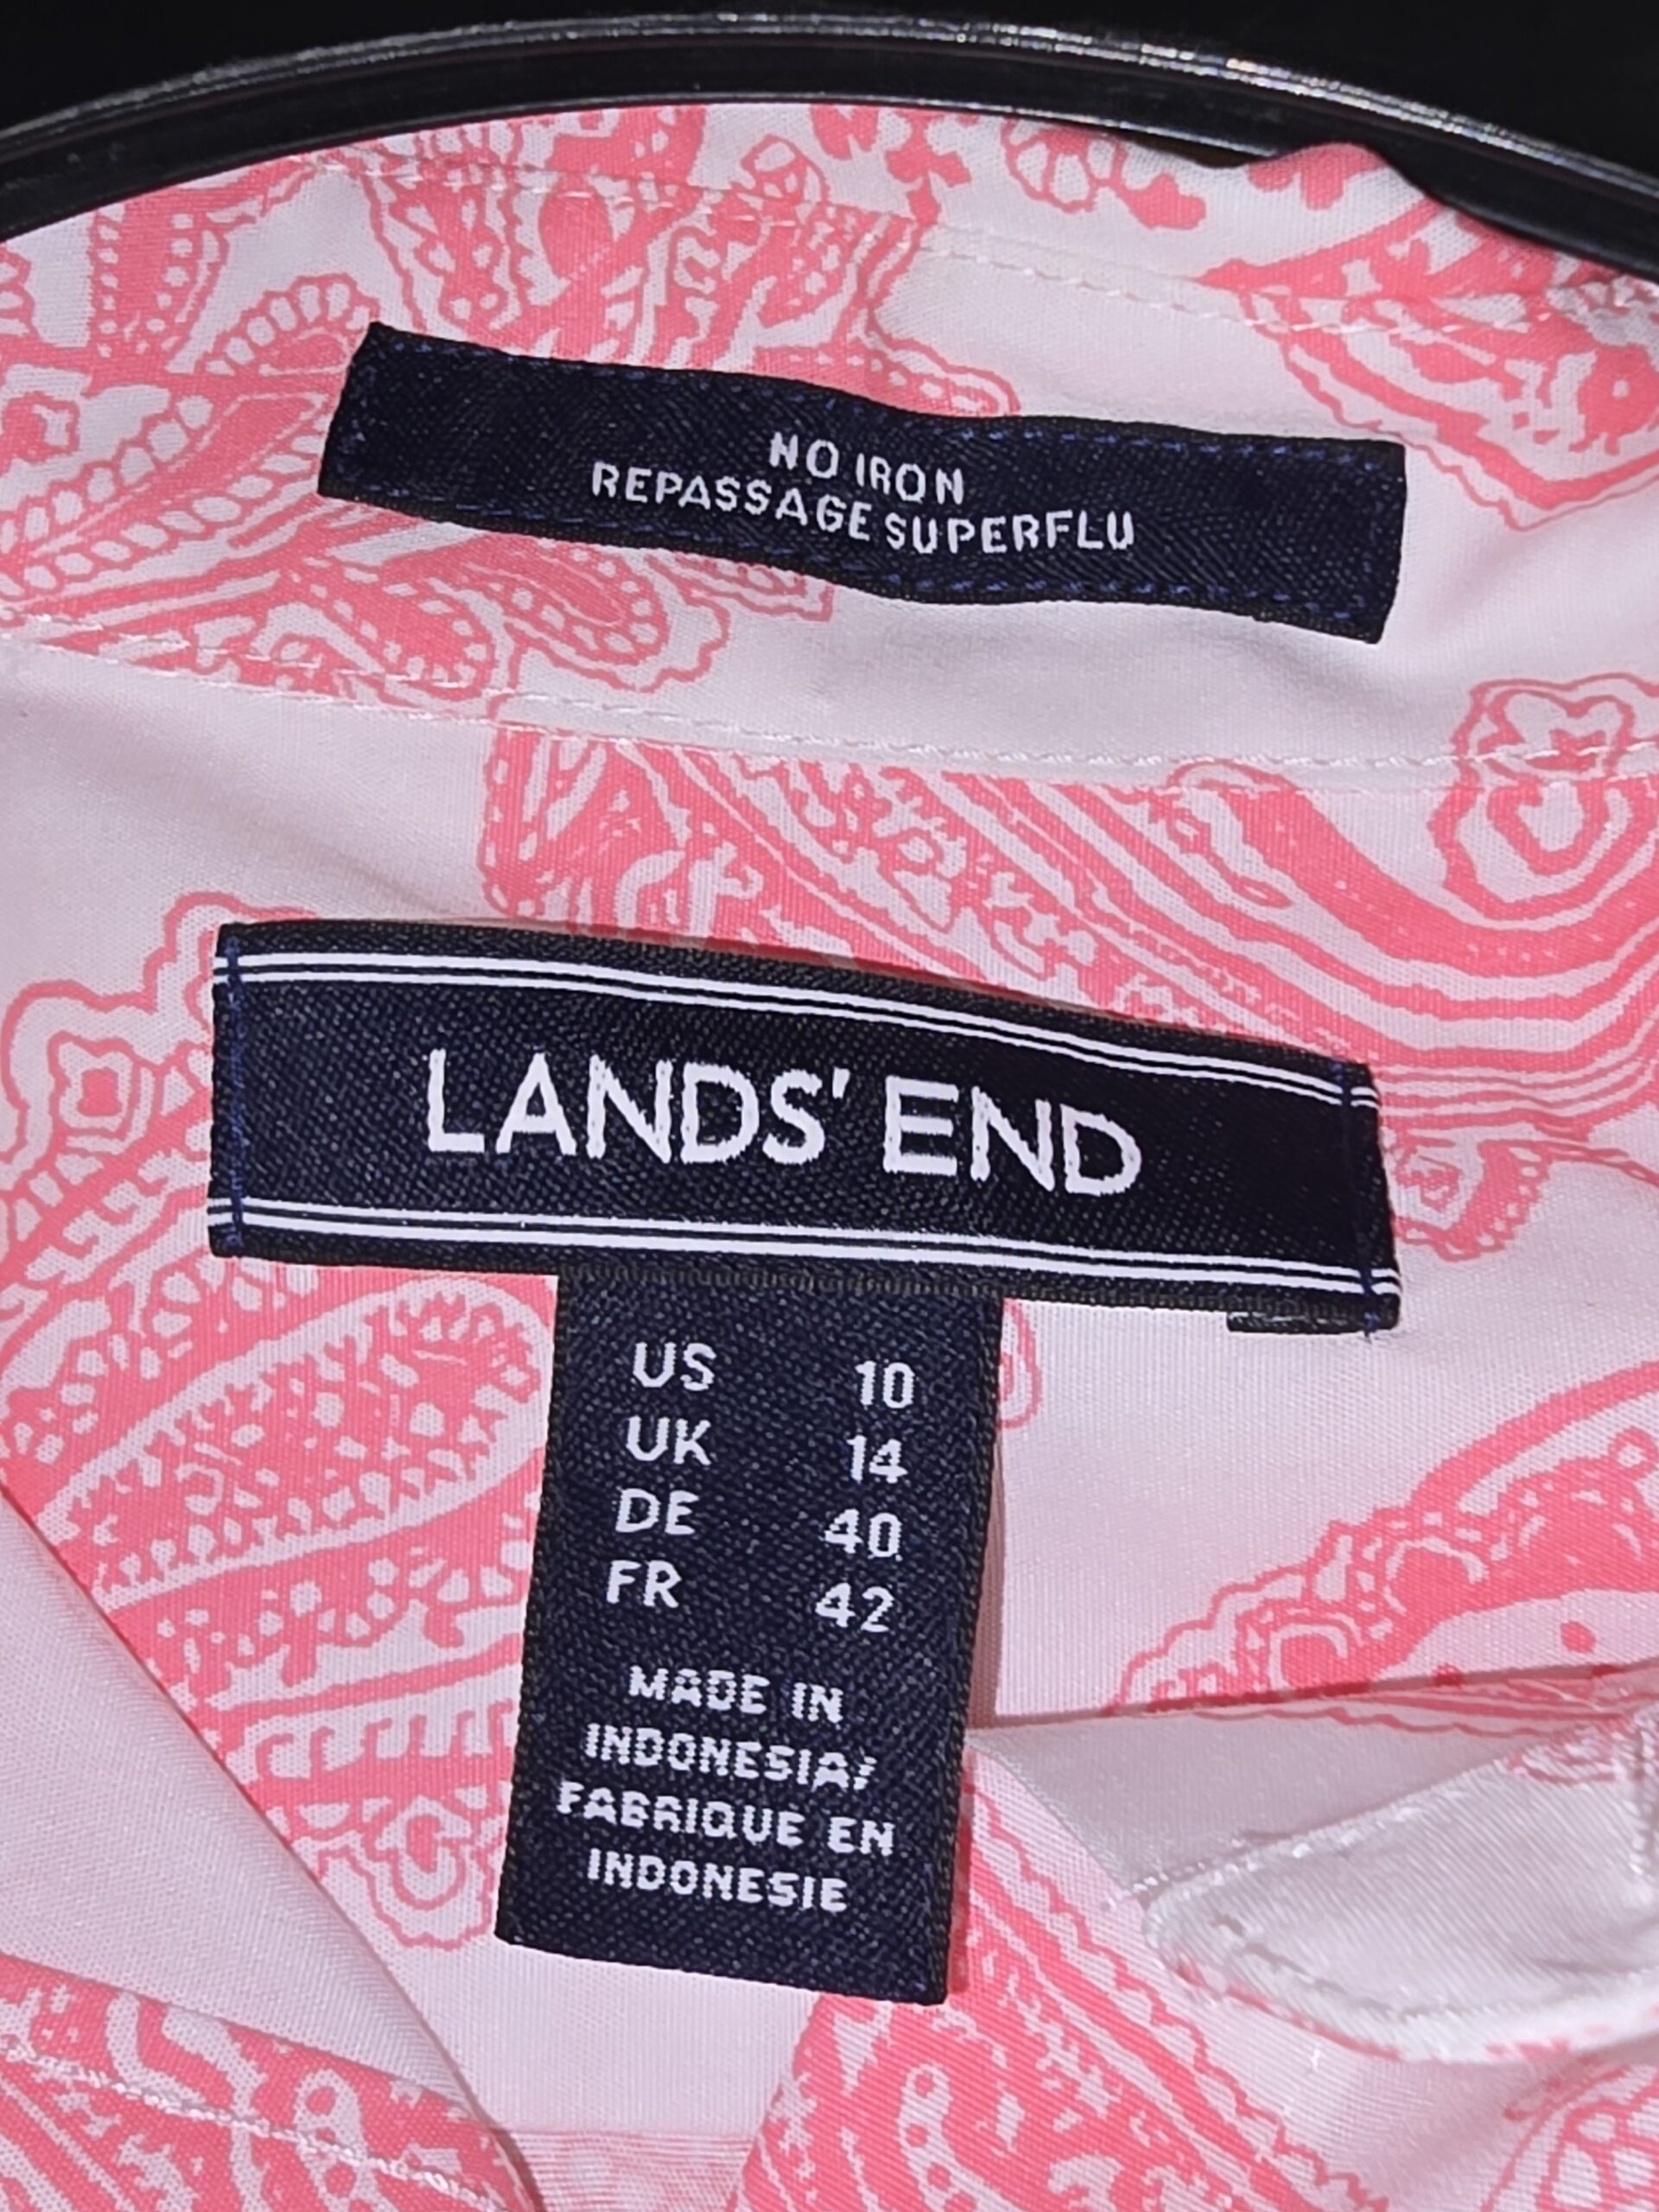 NO IRON
REPASSAGE SUPERFLU
LANDS' END
US 10
UK 14
DE 40
FR 42
MADE IN
INDONESIA/
FABRIQUE EN
INDONESIE